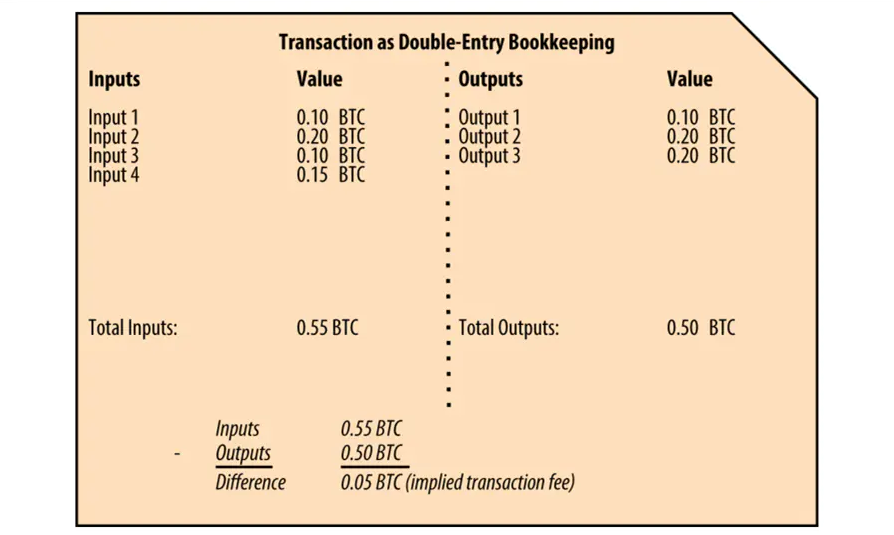 Transaction as Double-Entry Bookkeeping
Inputs Value Outputs Value
Input 1 0.10 BTC Output 1 0.10 BTC
Input 2 0.20 BTC Output 2 0.20 BTC
Input 3 0.10 BTC Output 3 0.20 BTC
Input 4 0.15 BTC
Total Inputs: 0.55 BTC Total Outputs: 0.50 BTC
Inputs 0.55 BTC
- Outputs 0.50 BTC
Difference 0.05 BTC (implied transaction fee)